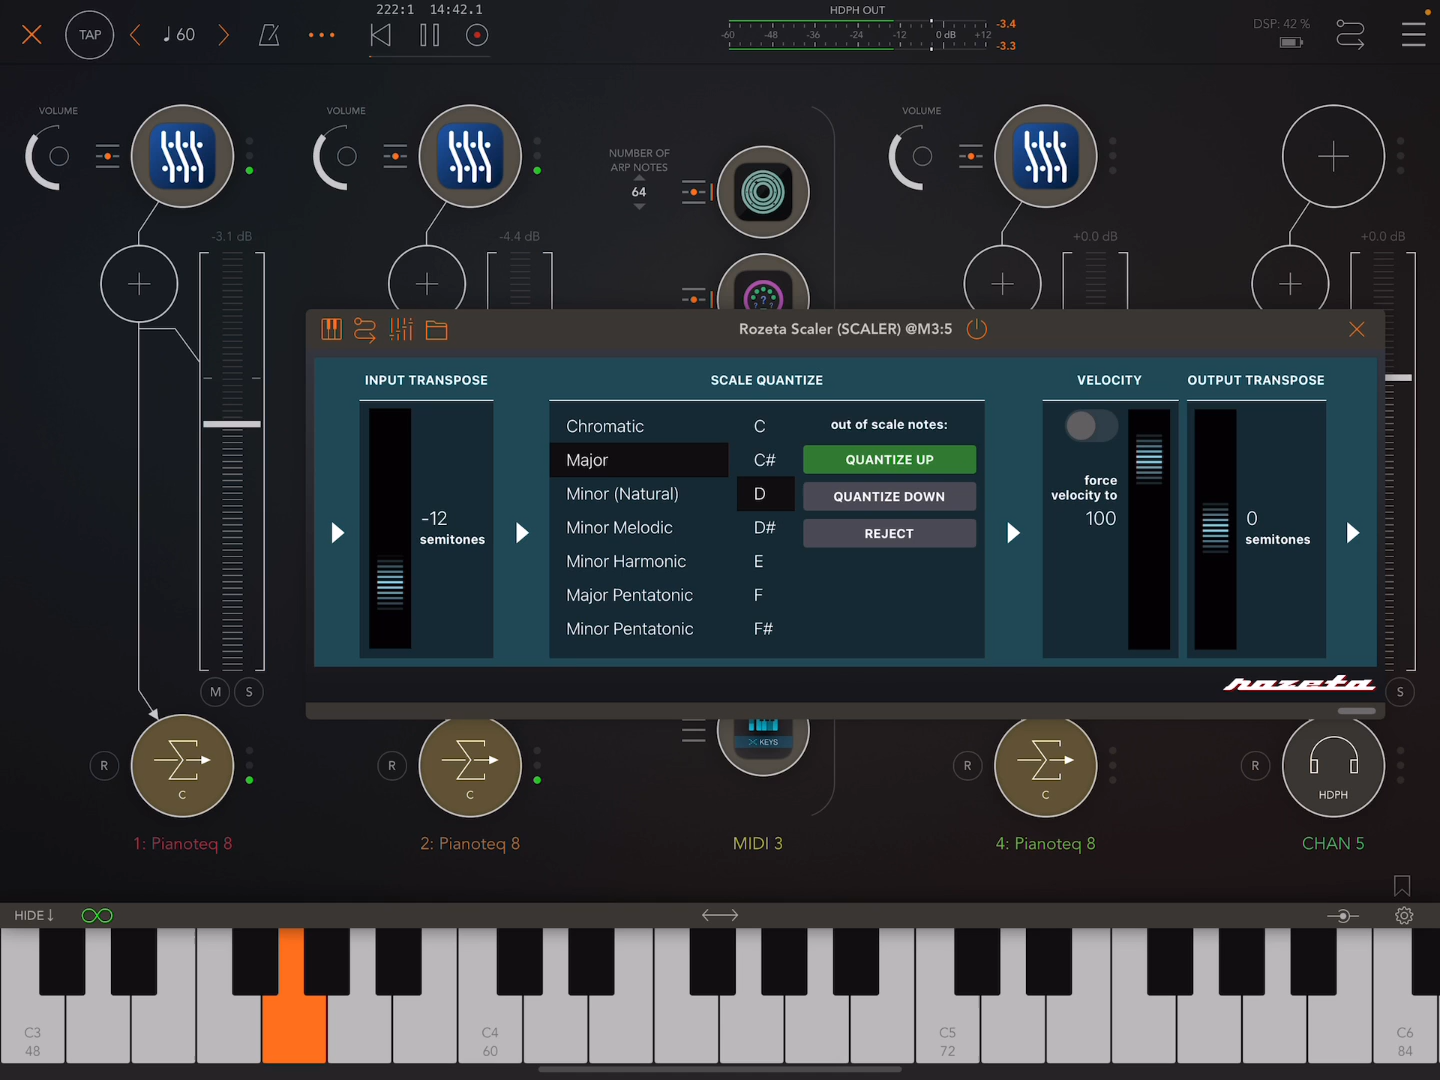 222:1 14:42.1
TAP
♩60
HDPH OUT
-60 -48 -36 -24 -12 0 dB +12
-3.4
-3.3
DSP: 42 %
VOLUME
VOLUME
NUMBER OF
ARP NOTES
64
VOLUME
-3.1 dB
-4.4 dB
+0.0 dB
+0.0 dB
Rozeta Scaler (SCALER) @M3:5
INPUT TRANSPOSE
-12
semitones
SCALE QUANTIZE
Chromatic
Major
Minor (Natural)
Minor Melodic
Minor Harmonic
Major Pentatonic
Minor Pentatonic
C
C#
D
D#
E
F
F#
out of scale notes:
QUANTIZE UP
QUANTIZE DOWN
REJECT
VELOCITY
force
velocity to
100
OUTPUT TRANSPOSE
0
semitones
rozeta
M S
S
KEYS
R
C
R
C
R
C
R
HDPH
1: Pianoteq 8
2: Pianoteq 8
MIDI 3
4: Pianoteq 8
CHAN 5
HIDE↓
C3
48
C4
60
C5
72
C6
84